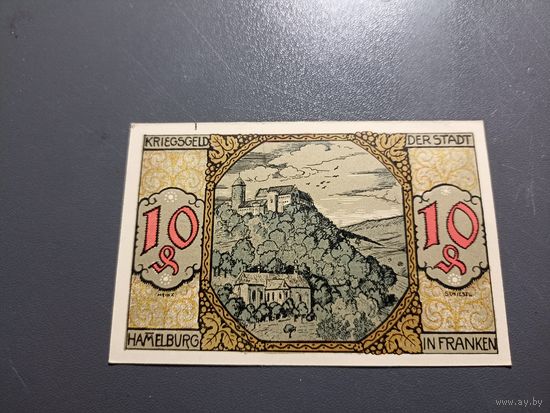 KRIEGSGELD DER STADT
10 10
HAMELBURG IN FRANKEN
www.ay.by